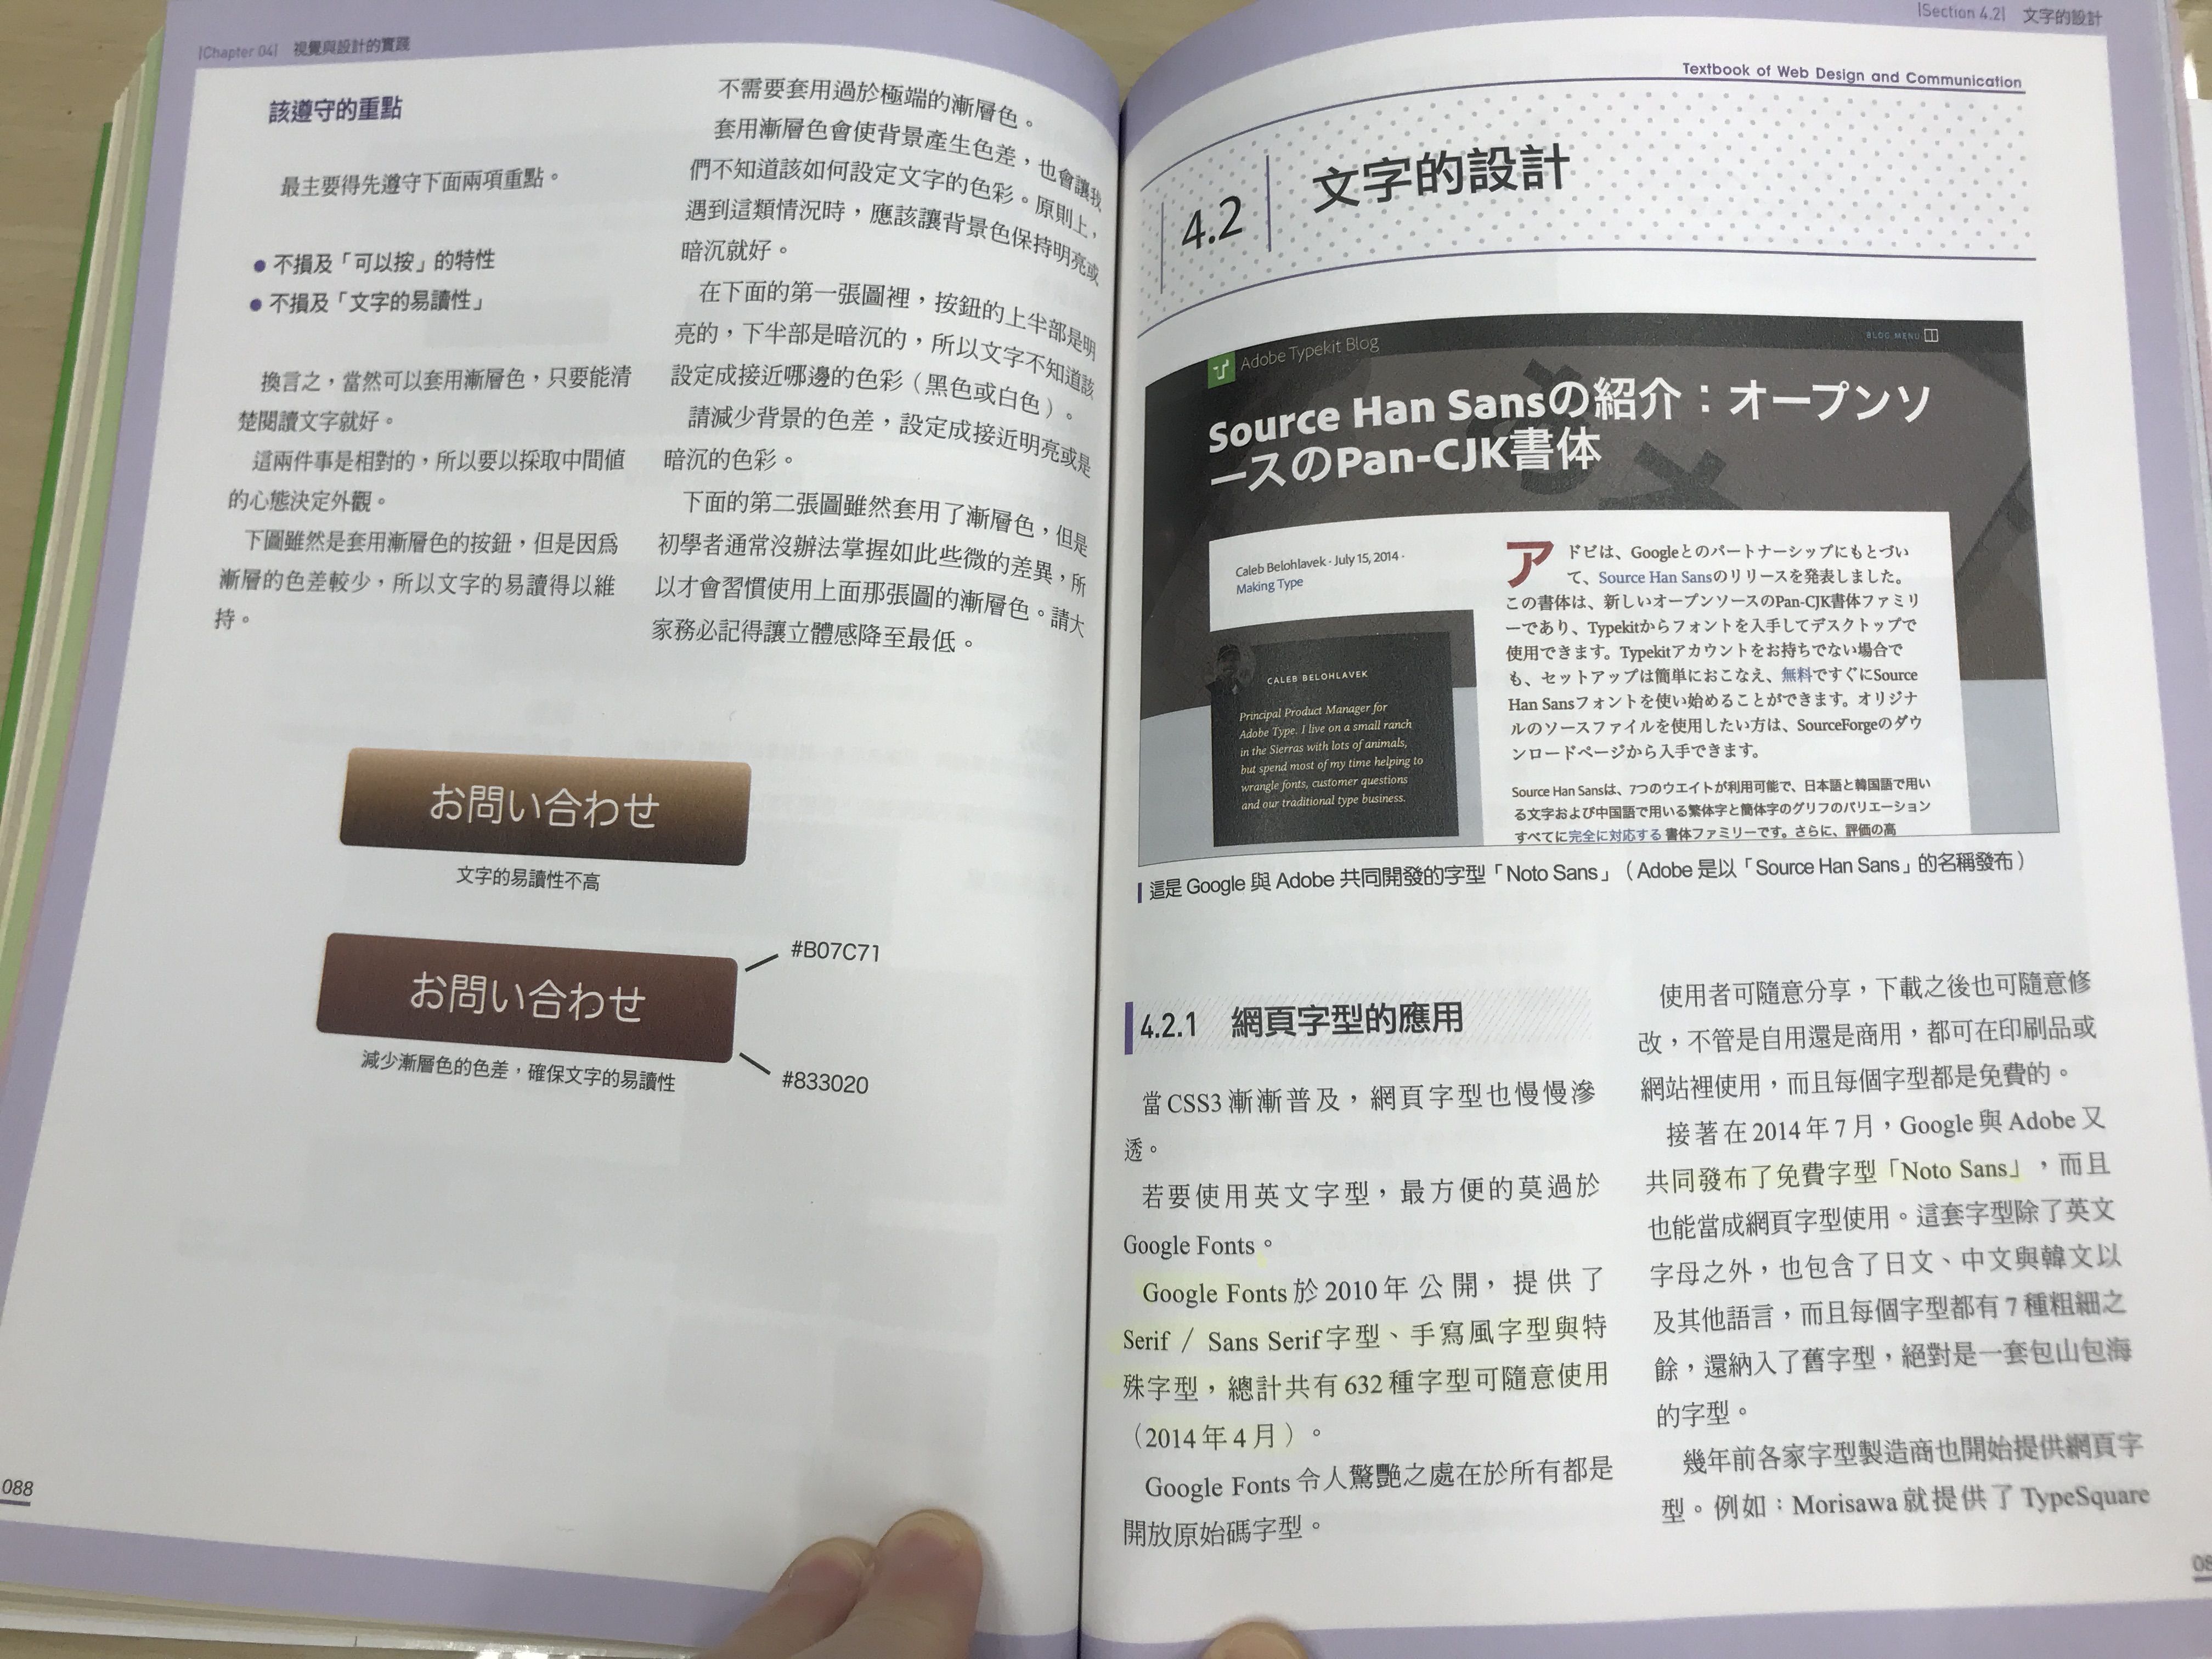 |Chapter 04| 視覺與設計的實踐
該遵守的重點
最主要得先遵守下面兩項重點。
● 不損及「可以按」的特性
● 不損及「文字的易讀性」
換言之，當然可以套用漸層色，只要能清
楚閱讀文字就好。
這兩件事是相對的，所以要以採取中間值
的心態決定外觀。
下圖雖然是套用漸層色的按鈕，但是因為
漸層的色差較少，所以文字的易讀得以維
持。
不需要套用過於極端的漸層色。
套用漸層色會使背景產生色差，也會讓我
們不知道該如何設定文字的色彩。原則上，
遇到這類情況時，應該讓背景色保持明亮或
暗沉就好。
在下面的第一張圖裡，按鈕的上半部是明
亮的，下半部是暗沉的，所以文字不知道該
設定成接近哪邊的色彩（黑色或白色）。
請減少背景的色差，設定成接近明亮或是
暗沉的色彩。
下面的第二張圖雖然套用了漸層色，但是
初學者通常沒辦法掌握如此些微的差異，所
以才會習慣使用上面那張圖的漸層色。請大
家務必記得讓立體感降至最低。
お問い合わせ
文字的易讀性不高
お問い合わせ
#B07C71
#833020
減少漸層色的色差，確保文字的易讀性
088
|Section 4.2| 文字的設計
Textbook of Web Design and Communication
4.2 文字的設計
Adobe Typekit Blog
BLOG MENU
Source Han Sansの紹介：オープンソ
ースのPan-CJK書体
Caleb Belohlavek · July 15, 2014 ·
Making Type
CALEB BELOHLAVEK
Principal Product Manager for
Adobe Type. I live on a small ranch
in the Sierras with lots of animals,
but spend most of my time helping to
wrangle fonts, customer questions
and our traditional type business.
アドビは、Googleとのパートナーシップにもとづい
て、Source Han Sansのリリースを発表しました。
この書体は、新しいオープンソースのPan-CJK書体ファミリ
ーであり、Typekitからフォントを入手してデスクトップで
使用できます。Typekitアカウントをお持ちでない場合で
も、セットアップは簡単におこなえ、無料ですぐにSource
Han Sansフォントを使い始めることができます。オリジナ
ルのソースファイルを使用したい方は、SourceForgeのダウ
ンロードページから入手できます。
Source Han Sansは、7つのウエイトが利用可能で、日本語と韓国語で用い
る文字および中国語で用いる繁体字と簡体字のグリフのバリエーション
すべてに完全に対応する 書体ファミリーです。さらに、評価の高
這是 Google 與 Adobe 共同開發的字型「Noto Sans」（Adobe 是以「Source Han Sans」的名稱發布）
4.2.1 網頁字型的應用
當CSS3 漸漸普及，網頁字型也慢慢滲
透。
若要使用英文字型，最方便的莫過於
Google Fonts。
Google Fonts 於 2010 年公開，提供了
Serif / Sans Serif 字型、手寫風字型與特
殊字型，總計共有 632 種字型可隨意使用
（2014 年 4 月）。
Google Fonts 令人驚艷之處在於所有都是
開放原始碼字型。
使用者可隨意分享，下載之後也可隨意修
改，不管是自用還是商用，都可在印刷品或
網站裡使用，而且每個字型都是免費的。
接著在 2014 年 7 月，Google 與 Adobe 又
共同發布了免費字型「Noto Sans」，而且
也能當成網頁字型使用。這套字型除了英文
字母之外，也包含了日文、中文與韓文以
及其他語言，而且每個字型都有 7 種粗細之
餘，還納入了舊字型，絕對是一套包山包海
的字型。
幾年前各家字型製造商也開始提供網頁字
型。例如：Morisawa 就提供了 TypeSquare